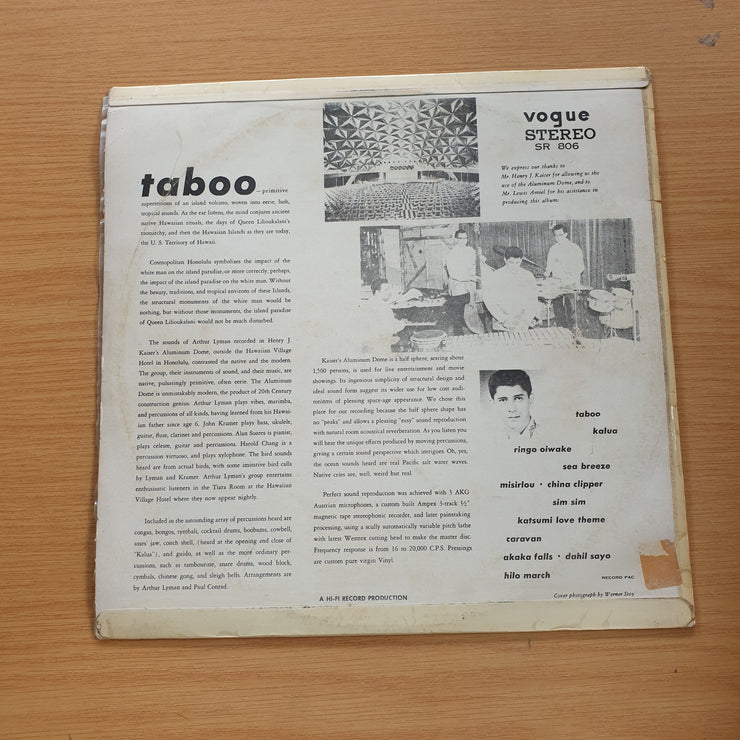 taboo – primitive
superstitions of an island volcano, woven into eerie, lush,
tropical sounds. As the ear listens, the mind conjures ancient
native Hawaiian rituals, the days of Queen Lilioukalani's
monarchy, and then the Hawaiian Islands as they are today,
the U. S. Territory of Hawaii.
Cosmopolitan Honolulu symbolises the impact of the
white man on the island paradise, or more correctly, perhaps,
the impact of the island paradise on the white man. Without
the beauty, traditions, and tropical environs of these Islands,
the structural monuments of the white man would be
nothing, but without those monuments, the island paradise
of Queen Lilioukalani would not be much disturbed.
The sounds of Arthur Lyman recorded in Henry J.
Kaiser's Aluminum Dome, outside the Hawaiian Village
Hotel in Honolulu, contrasted the native and the modern.
The group, their instruments of sound, and their music, are
native, pulsatingly primitive, often eerie. The Aluminum
Dome is unmistakably modern, the product of 20th Century
construction genius. Arthur Lyman plays vibes, marimba,
and percussions of all kinds, having learned from his Hawai-
ian father since age 6. John Kramer plays bass, ukulele,
guitar, flute, clarinet and percussions. Alan Soares is pianist,
plays celeste, guitar and percussions. Harold Chang is a
percussion virtuoso, and plays xylophone. The bird sounds
heard are from actual birds, with some imitative bird calls
by Lyman and Kramer. Arthur Lyman's group entertains
enthusiastic listeners in the Tiara Room at the Hawaiian
Village Hotel where they now appear nightly.
Included in the astounding array of percussions heard are
congas, bongos, tymbali, cocktail drums, boobams, cowbell,
asses' jaw, conch shell, (heard at the opening and close of
"Kalua"), and guido, as well as the more ordinary per-
cussions, such as tambourine, snare drums, wood block,
cymbals, chinese gong, and sleigh bells. Arrangements are
by Arthur Lyman and Paul Conrad.
Kaiser's Aluminum Dome is a half sphere, seating about
1,500 persons, is used for live entertainment and movie
showings. Its ingenious simplicity of structural design and
ideal sound form suggest its wider use for low cost audi-
toriums of pleasing space-age appearance. We chose this
place for our recording because the half sphere shape has
no "peaks" and allows a pleasing "easy" sound reproduction
with natural room acoustical reverberation. As you listen you
will hear the unique effects produced by moving percussions,
giving a certain sound perspective which intrigues. Oh, yes,
the ocean sounds heard are real Pacific salt water waves.
Native cries are, well, weird but real.
Perfect sound reproduction was achieved with 3 AKG
Austrian microphones, a custom built Ampex 3-track ½"
magnetic tape stereophonic recorder, and later painstaking
processing, using a scully automatically variable pitch lathe
with latest Westrex cutting head to make the master disc.
Frequency response is from 16 to 20,000 C.P.S. Pressings
are custom pure virgin Vinyl.
A HI-FI RECORD PRODUCTION
vogue
STEREO
SR 806
We express our thanks to
Mr. Henry J. Kaiser for allowing us the
use of the Aluminum Dome, and to
Mr. Lewis Amiel for his assistance in
producing this album.
taboo
kalua
ringo oiwake
sea breeze
misirlou · china clipper
sim sim
katsumi love theme
caravan
akaka falls · dahil sayo
hilo march
RECORD PAC
Cover photograph by Werner Stoy